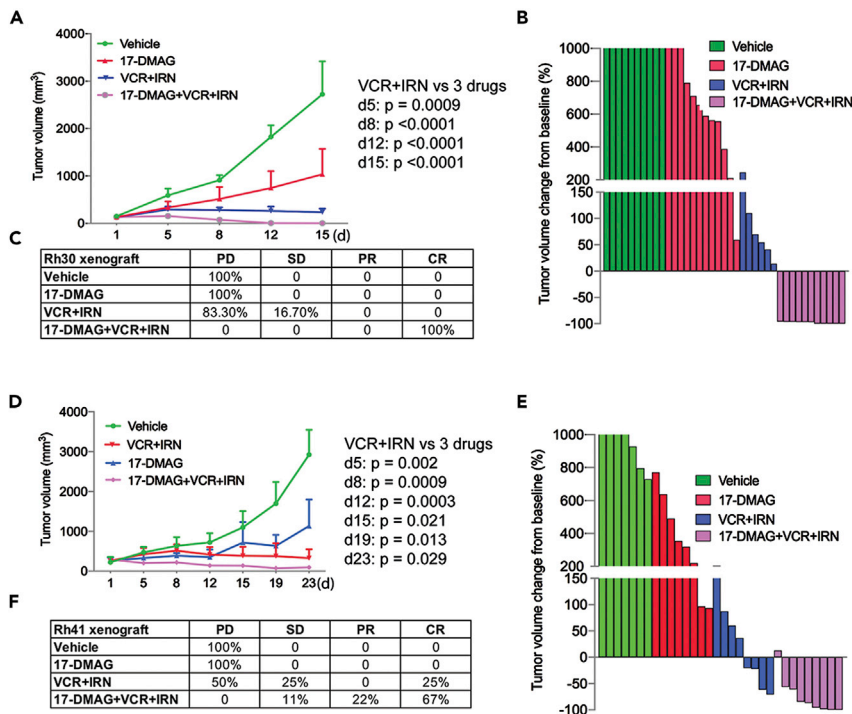 A
Tumor volume (mm³)
4000
3000
2000
1000
0
1 5 8 12 15 (d)
Vehicle
17-DMAG
VCR+IRN
17-DMAG+VCR+IRN
VCR+IRN vs 3 drugs
d5: p = 0.0009
d8: p <0.0001
d12: p <0.0001
d15: p <0.0001
B
Tumor volume change from baseline (%)
1000
800
600
400
200
150
100
50
0
-50
-100
Vehicle
17-DMAG
VCR+IRN
17-DMAG+VCR+IRN
C
Rh30 xenograft PD SD PR CR
Vehicle 100% 0 0 0
17-DMAG 100% 0 0 0
VCR+IRN 83.30% 16.70% 0 0
17-DMAG+VCR+IRN 0 0 0 100%
D
Tumor volume (mm³)
4000
3000
2000
1000
0
1 5 8 12 15 19 23(d)
Vehicle
VCR+IRN
17-DMAG
17-DMAG+VCR+IRN
VCR+IRN vs 3 drugs
d5: p = 0.002
d8: p = 0.0009
d12: p = 0.0003
d15: p = 0.021
d19: p = 0.013
d23: p = 0.029
E
Tumor volume change from baseline (%)
1000
800
600
400
200
150
100
50
0
-50
-100
Vehicle
17-DMAG
VCR+IRN
17-DMAG+VCR+IRN
F
Rh41 xenograft PD SD PR CR
Vehicle 100% 0 0 0
17-DMAG 100% 0 0 0
VCR+IRN 50% 25% 0 25%
17-DMAG+VCR+IRN 0 11% 22% 67%